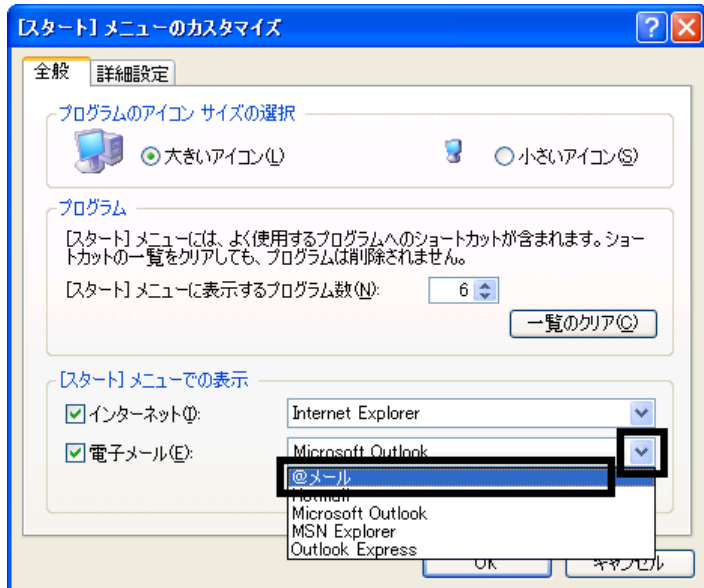 [スタート] メニューのカスタマイズ
全般 詳細設定
プログラムのアイコン サイズの選択
大きいアイコン(L) 小さいアイコン(S)
プログラム
[スタート] メニューには、よく使用するプログラムへのショートカットが含まれます。ショー
トカットの一覧をクリアしても、プログラムは削除されません。
[スタート] メニューに表示するプログラム数(N): 6
一覧のクリア(C)
[スタート] メニューでの表示
インターネット(I): Internet Explorer
電子メール(E): Microsoft Outlook
@メール
Hotmail
Microsoft Outlook
MSN Explorer
Outlook Express
OK キャンセル